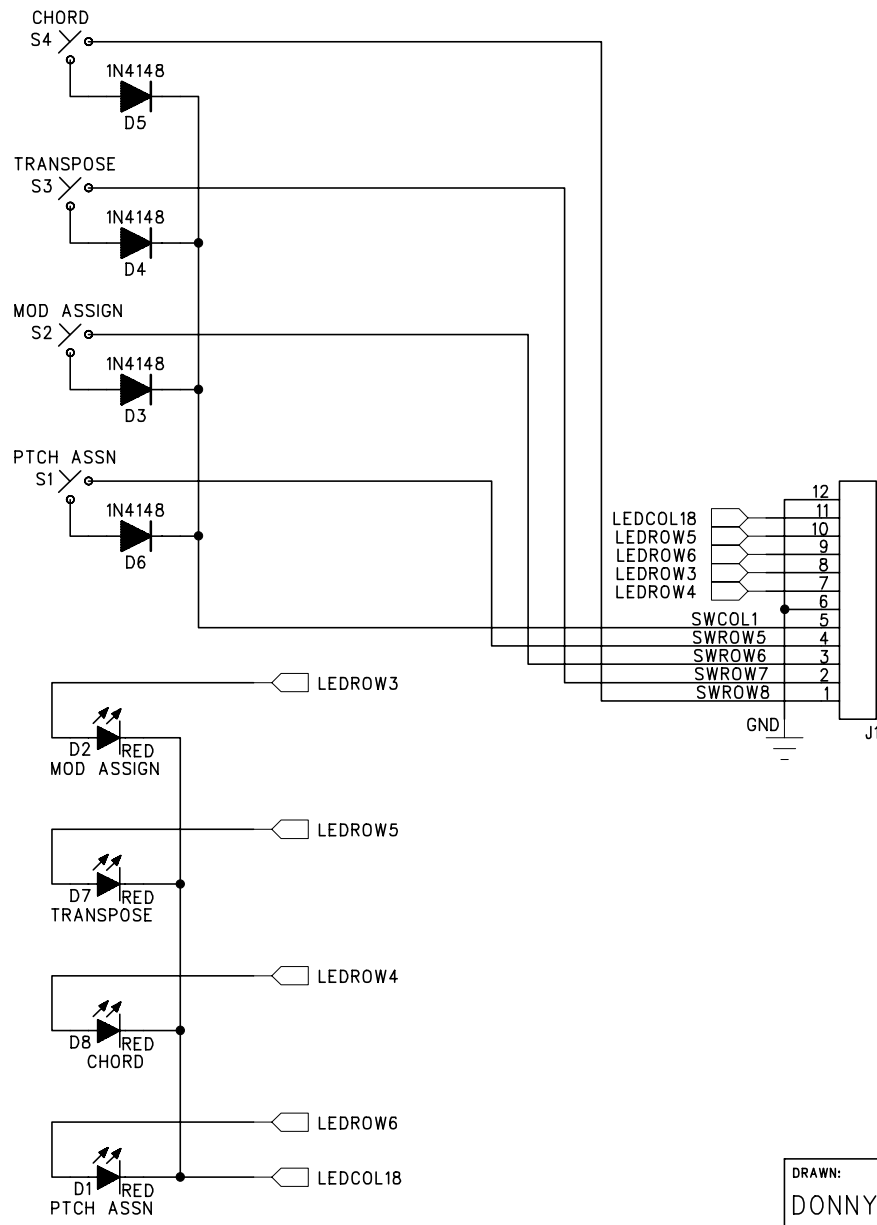 CHORD
S4
1N4148
D5
TRANSPOSE
S3
1N4148
D4
MOD ASSIGN
S2
1N4148
D3
PTCH ASSN
S1
1N4148
D6
12
LEDCOL18 11
LEDROW5 10
LEDROW6 9
LEDROW3 8
LEDROW4 7
6
SWCOL1 5
SWROW5 4
SWROW6 3
SWROW7 2
SWROW8 1
GND
J1
LEDROW3
D2 RED
MOD ASSIGN
LEDROW5
D7 RED
TRANSPOSE
LEDROW4
D8 RED
CHORD
LEDROW6
D1 RED
PTCH ASSN
LEDCOL18
DRAWN:
DONNY